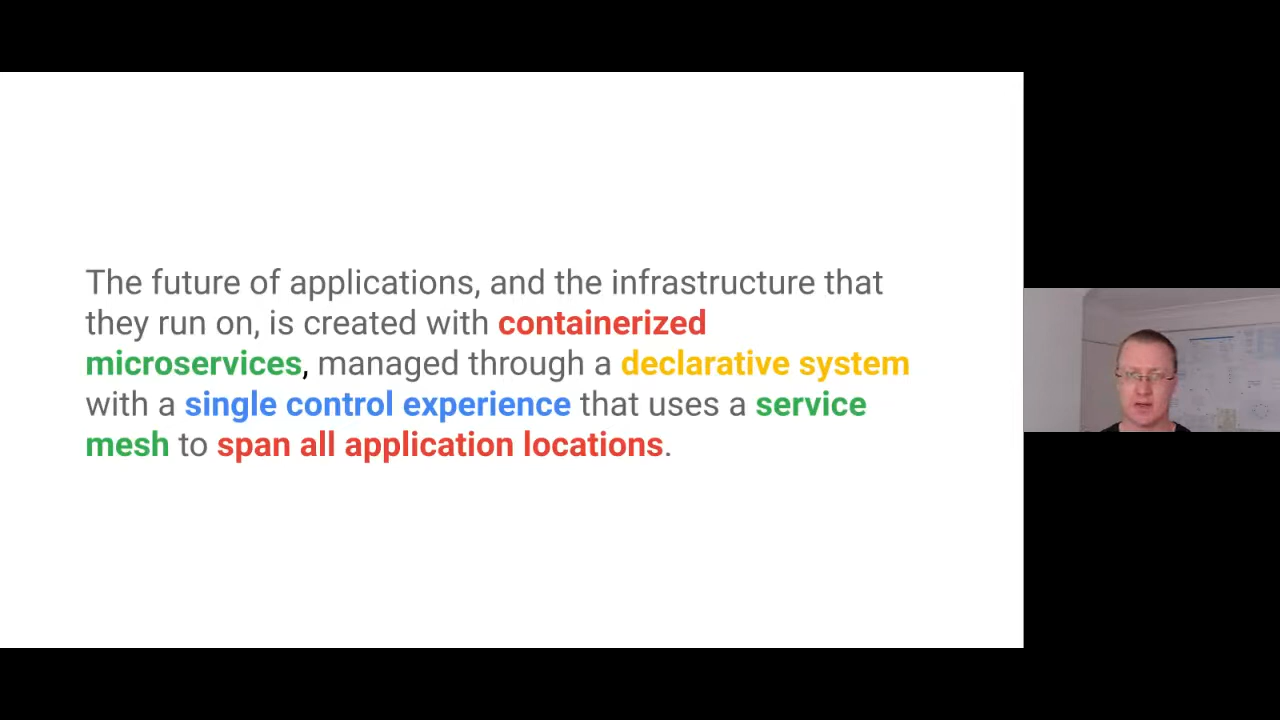 The future of applications, and the infrastructure that
they run on, is created with containerized
microservices, managed through a declarative system
with a single control experience that uses a service
mesh to span all application locations.